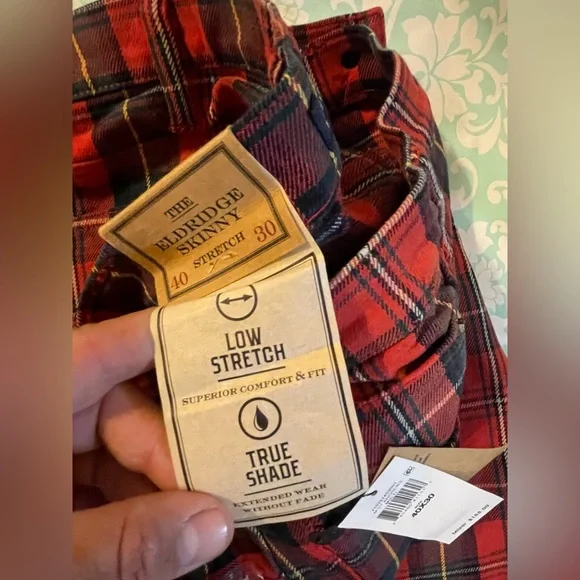 THE
ELDRIDGE
SKINNY
STRETCH
40
30
LOW
STRETCH
SUPERIOR COMFORT & FIT
TRUE
SHADE
EXTENDED WEAR
WITHOUT FADE
40X30